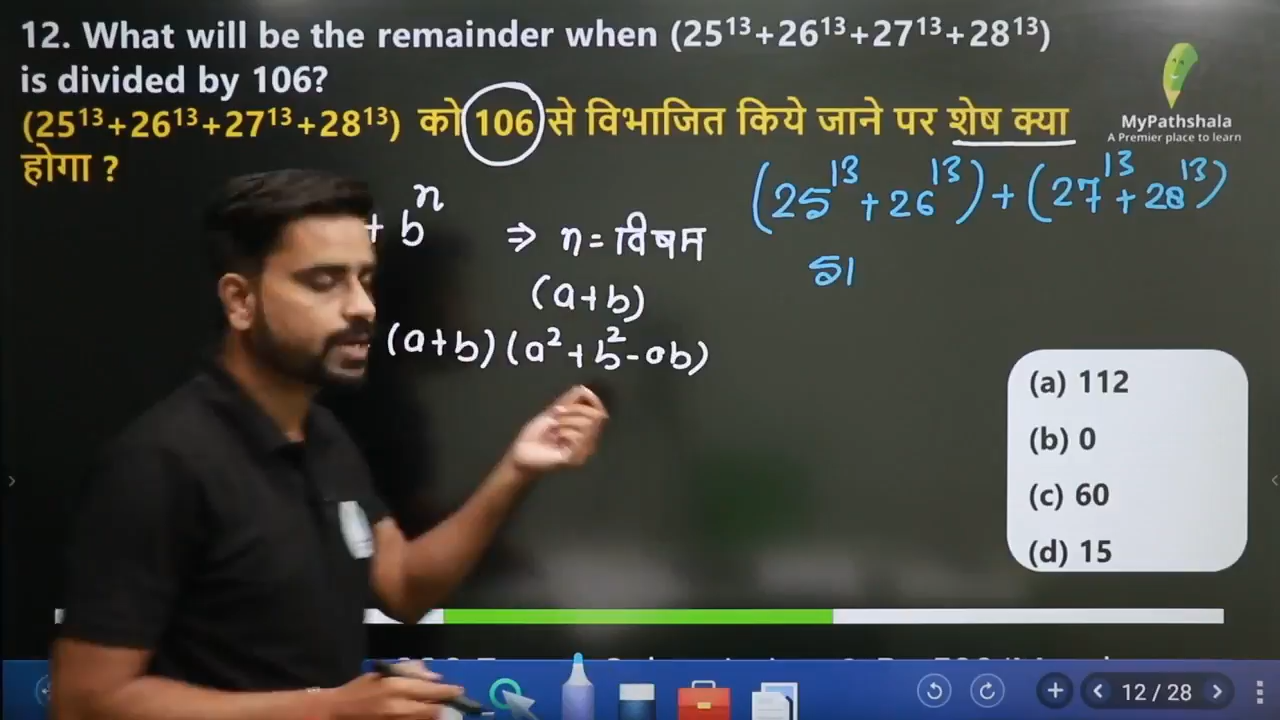 12. What will be the remainder when (25¹³+26¹³+27¹³+28¹³)
is divided by 106?
(25¹³+26¹³+27¹³+28¹³) को 106 से विभाजित किये जाने पर शेष क्या
होगा ?
MyPathshala
A Premier place to learn
(25¹³+26¹³)+(27¹³+28¹³)
+ bⁿ ⇒ n=विषम
51
(a+b)
(a+b)(a²+b²-ab)
(a) 112
(b) 0
(c) 60
(d) 15
12 / 28